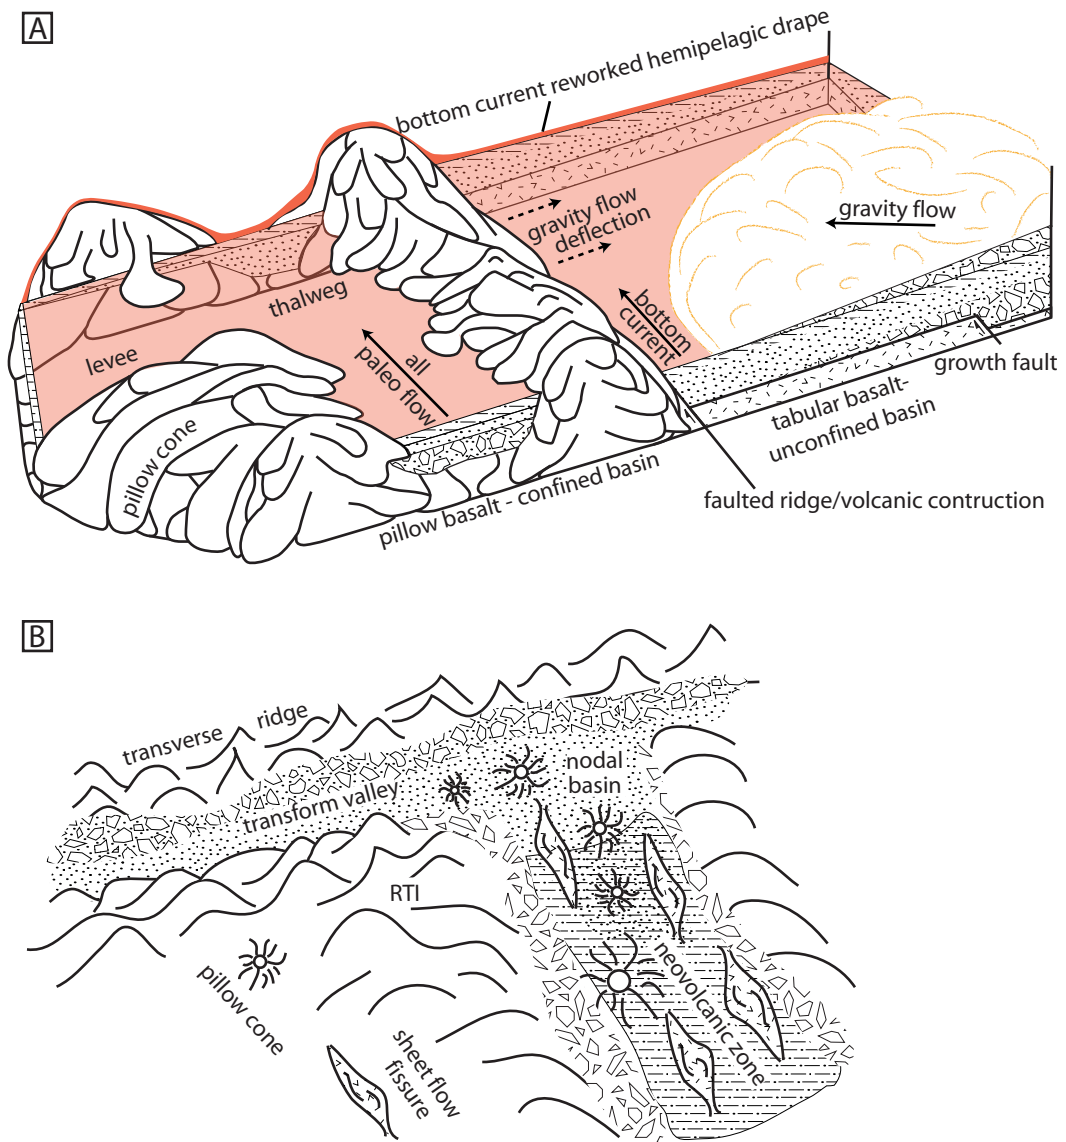 A
bottom current reworked hemipelagic drape
gravity flow
deflection
gravity flow
thalweg
levee
all
paleo flow
bottom
current
growth fault
tabular basalt-
unconfined basin
pillow cone
pillow basalt - confined basin
faulted ridge/volcanic contruction
B
transverse ridge
transform valley
nodal
basin
RTI
pillow cone
neovolcanic zone
sheet flow
fissure